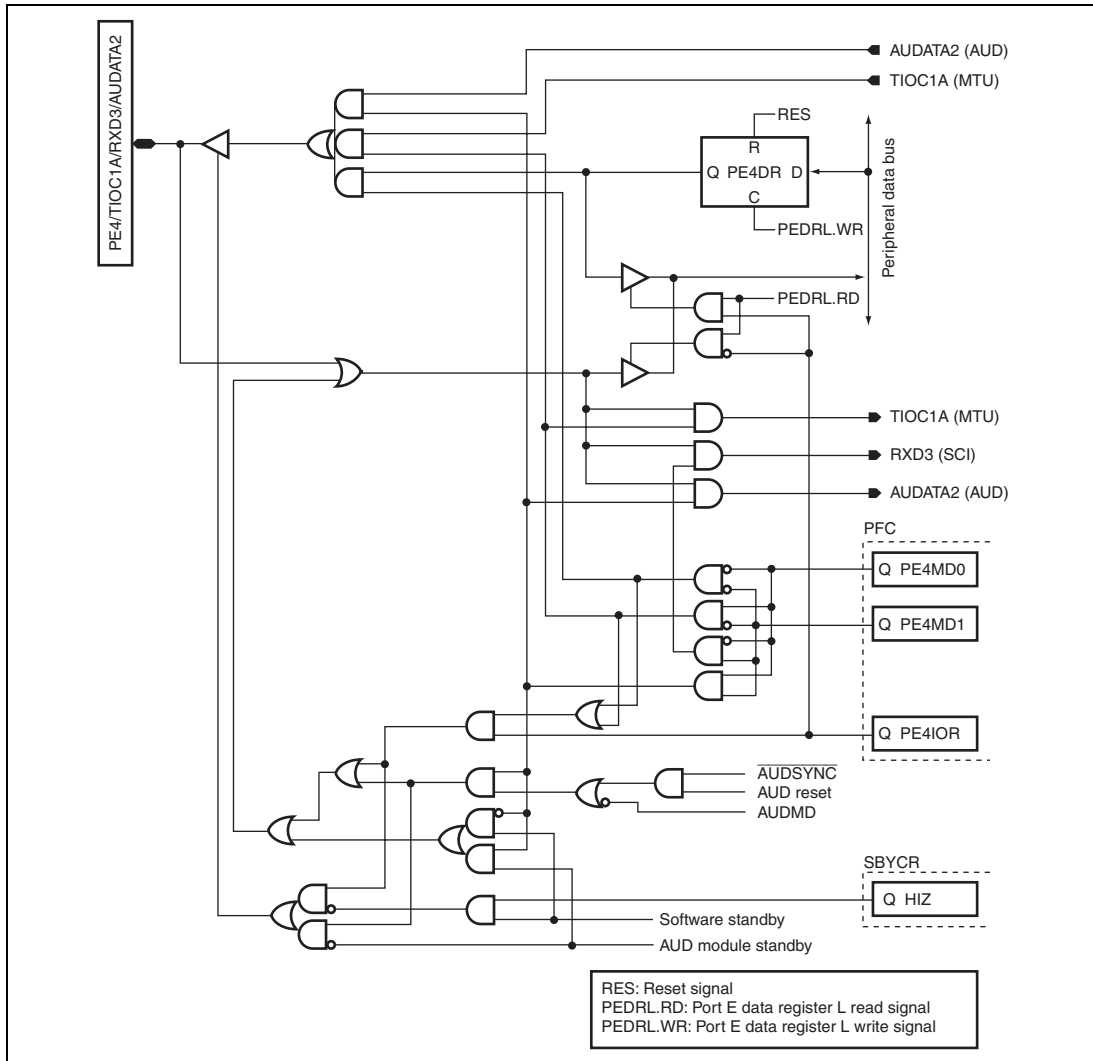 PE4/TIOC1A/RXD3/AUDATA2
AUDATA2 (AUD)
TIOC1A (MTU)
RES
R
Q PE4DR D
C
PEDRL.WR
Peripheral data bus
PEDRL.RD
TIOC1A (MTU)
RXD3 (SCI)
AUDATA2 (AUD)
PFC
Q PE4MD0
Q PE4MD1
Q PE4IOR
AUDSYNC
AUD reset
AUDMD
SBYCR
Q HIZ
Software standby
AUD module standby
RES: Reset signal
PEDRL.RD: Port E data register L read signal
PEDRL.WR: Port E data register L write signal